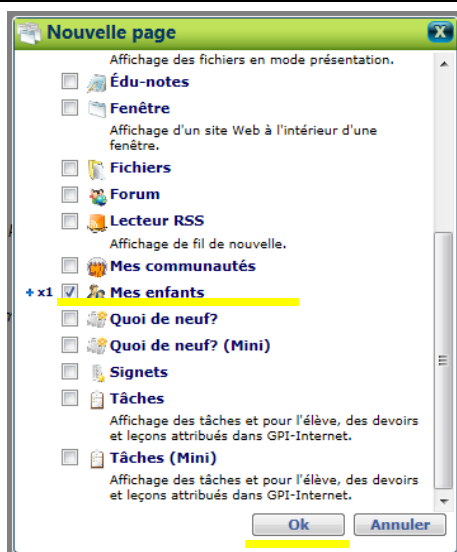 Nouvelle page
X
Affichage des fichiers en mode présentation.
Édu-notes
Fenêtre
Affichage d'un site Web à l'intérieur d'une
fenêtre.
Fichiers
Forum
Lecteur RSS
Affichage de fil de nouvelle.
Mes communautés
+ x1 Mes enfants
Quoi de neuf?
Quoi de neuf? (Mini)
Signets
Tâches
Affichage des tâches et pour l'élève, des devoirs
et leçons attribués dans GPI-Internet.
Tâches (Mini)
Affichage des tâches et pour l'élève, des devoirs
et leçons attribués dans GPI-Internet.
Ok Annuler